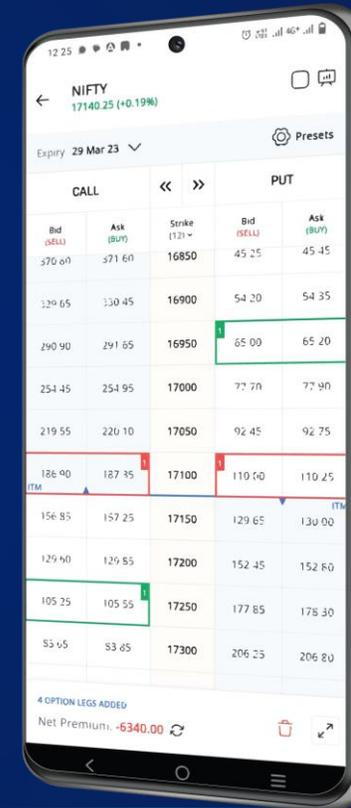 12 25
4G+
NIFTY
17140.25 (+0.19%)
Expiry 29 Mar 23
Presets
CALL << >> PUT
Bid Ask Strike Bid Ask
(SELL) (BUY) (12) (SELL) (BUY)
370 60 371 60 16850 45 25 45 45
329 65 330 45 16900 54 20 54 35
1
290 90 291 65 16950 65 00 65 20
254 45 254 95 17000 77 70 77 90
219 55 220 10 17050 92 45 92 75
1 1
186 90 187 35 17100 110 00 110 25
ITM ITM
156 85 157 25 17150 129 65 130 00
129 60 129 85 17200 152 45 152 80
1
105 25 105 55 17250 177 85 178 30
83 65 17300 206 25 206 80
4 OPTION LEGS ADDED
Net Premium. -6340.00